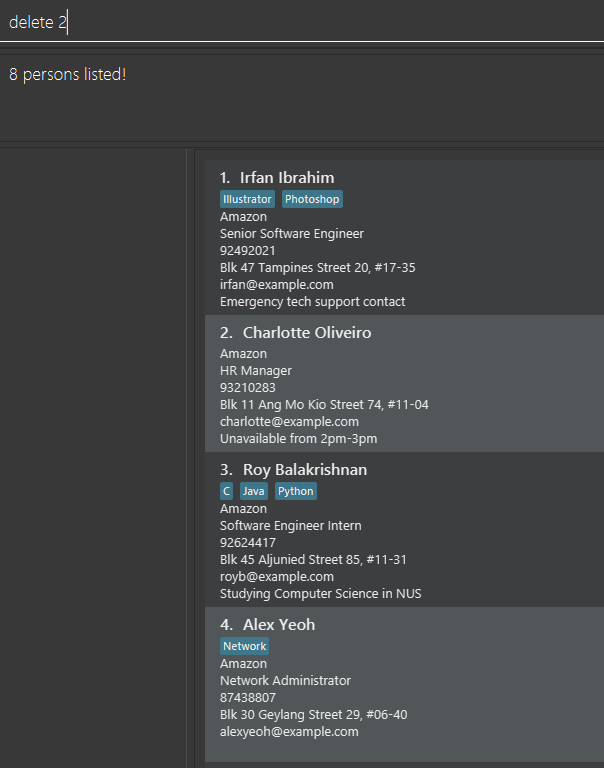 delete 2
8 persons listed!
1. Irfan Ibrahim
Illustrator Photoshop
Amazon
Senior Software Engineer
92492021
Blk 47 Tampines Street 20, #17-35
irfan@example.com
Emergency tech support contact
2. Charlotte Oliveiro
Amazon
HR Manager
93210283
Blk 11 Ang Mo Kio Street 74, #11-04
charlotte@example.com
Unavailable from 2pm-3pm
3. Roy Balakrishnan
C Java Python
Amazon
Software Engineer Intern
92624417
Blk 45 Aljunied Street 85, #11-31
royb@example.com
Studying Computer Science in NUS
4. Alex Yeoh
Network
Amazon
Network Administrator
87438807
Blk 30 Geylang Street 29, #06-40
alexyeoh@example.com